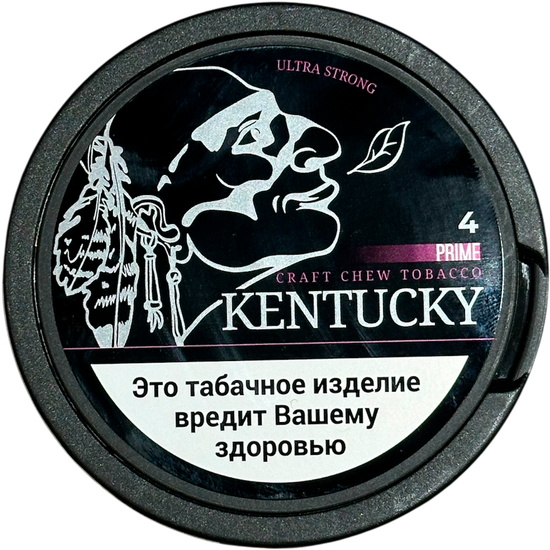 ULTRA STRONG
4
PRIME
CRAFT CHEW TOBACCO
KENTUCKY
Это табачное изделие
вредит Вашему
здоровью